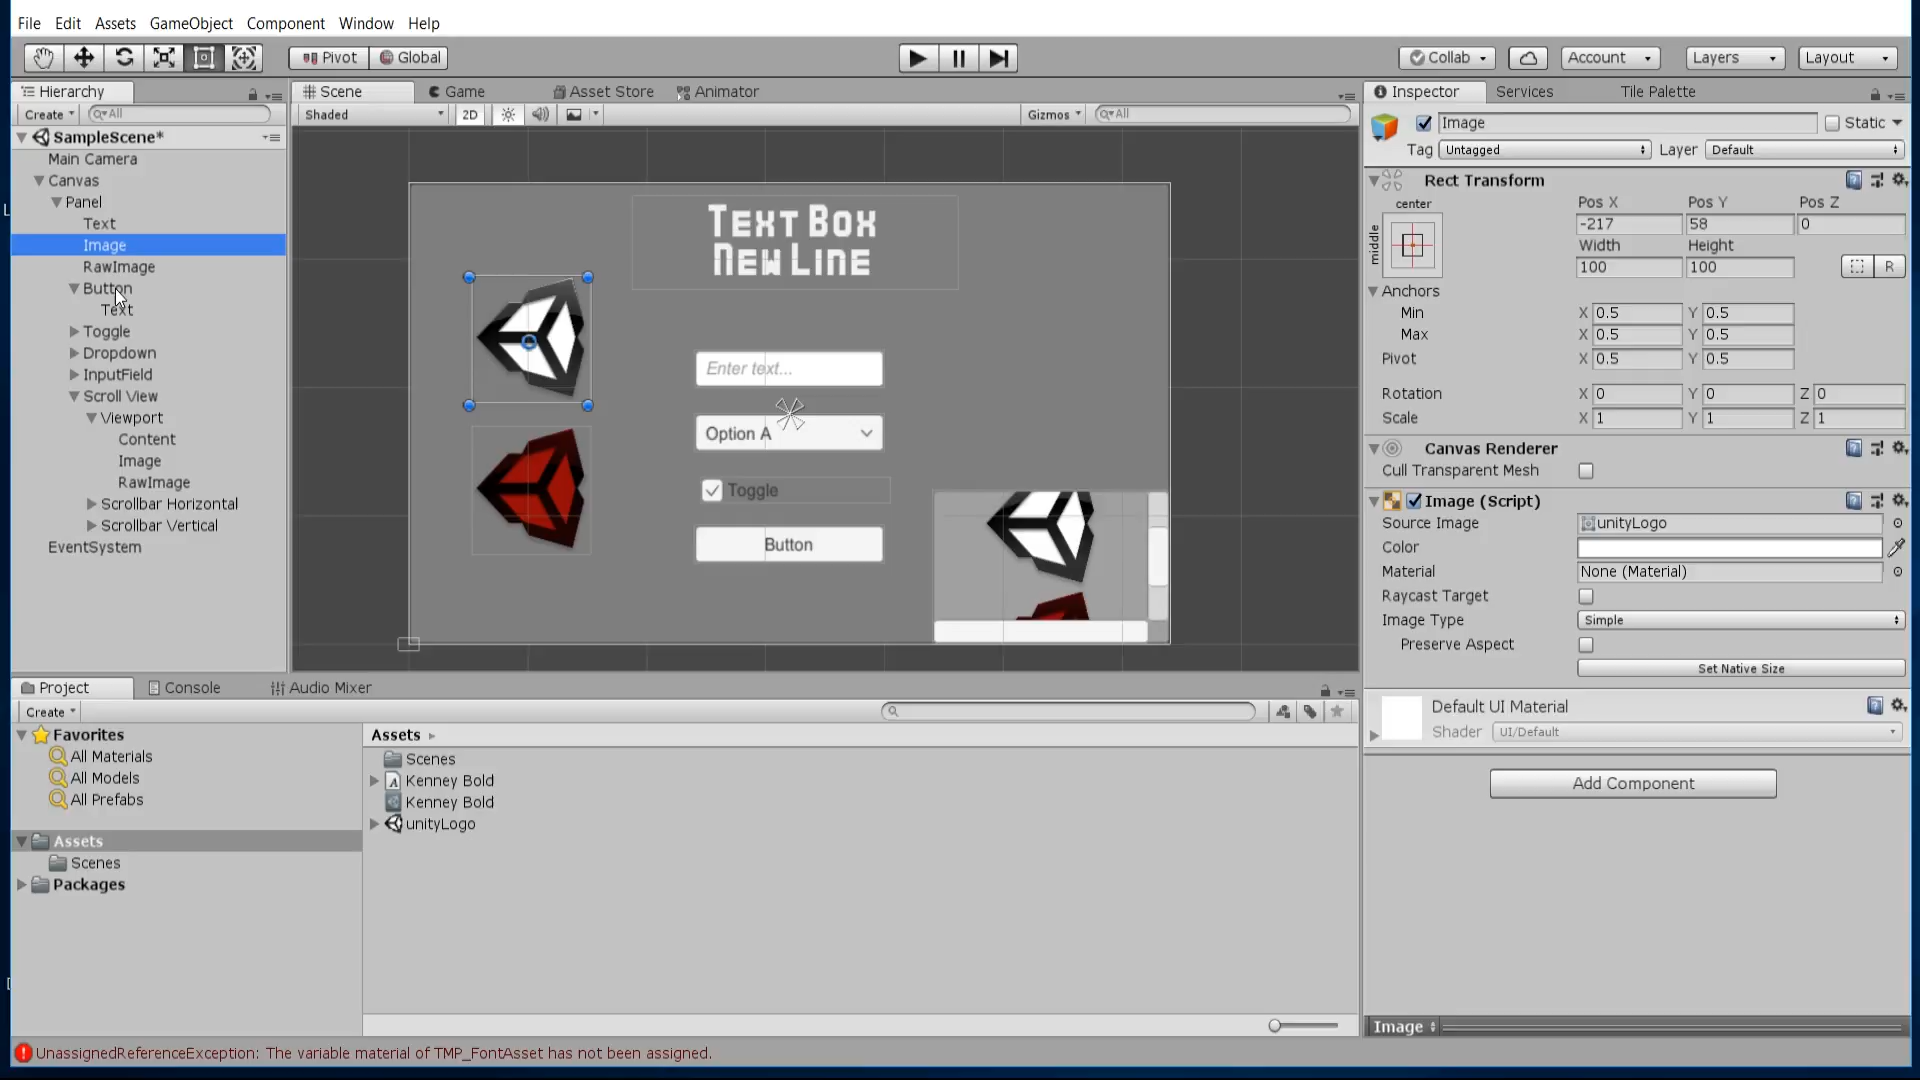 File Edit Assets GameObject Component Window Help
Pivot Global Collab Account Layers Layout
Hierarchy
Create All
SampleScene*
Main Camera
Canvas
Panel
Text
Image
RawImage
Button
Text
Toggle
Dropdown
InputField
Scroll View
Viewport
Content
Image
RawImage
Scrollbar Horizontal
Scrollbar Vertical
EventSystem
Scene Game Asset Store Animator
Shaded 2D Gizmos All
Text Box
New Line
Enter text...
Option A
Toggle
Button
Inspector Services Tile Palette
Image Static
Tag Untagged Layer Default
Rect Transform
center
middle
Pos X Pos Y Pos Z
-217 58 0
Width Height
100 100 R
Anchors
Min X 0.5 Y 0.5
Max X 0.5 Y 0.5
Pivot X 0.5 Y 0.5
Rotation X 0 Y 0 Z 0
Scale X 1 Y 1 Z 1
Canvas Renderer
Cull Transparent Mesh
Image (Script)
Source Image unityLogo
Color
Material None (Material)
Raycast Target
Image Type Simple
Preserve Aspect
Set Native Size
Default UI Material
Shader UI/Default
Add Component
Image
Project Console Audio Mixer
Create
Favorites
All Materials
All Models
All Prefabs
Assets
Scenes
Packages
Assets
Scenes
Kenney Bold
Kenney Bold
unityLogo
UnassignedReferenceException: The variable material of TMP_FontAsset has not been assigned.